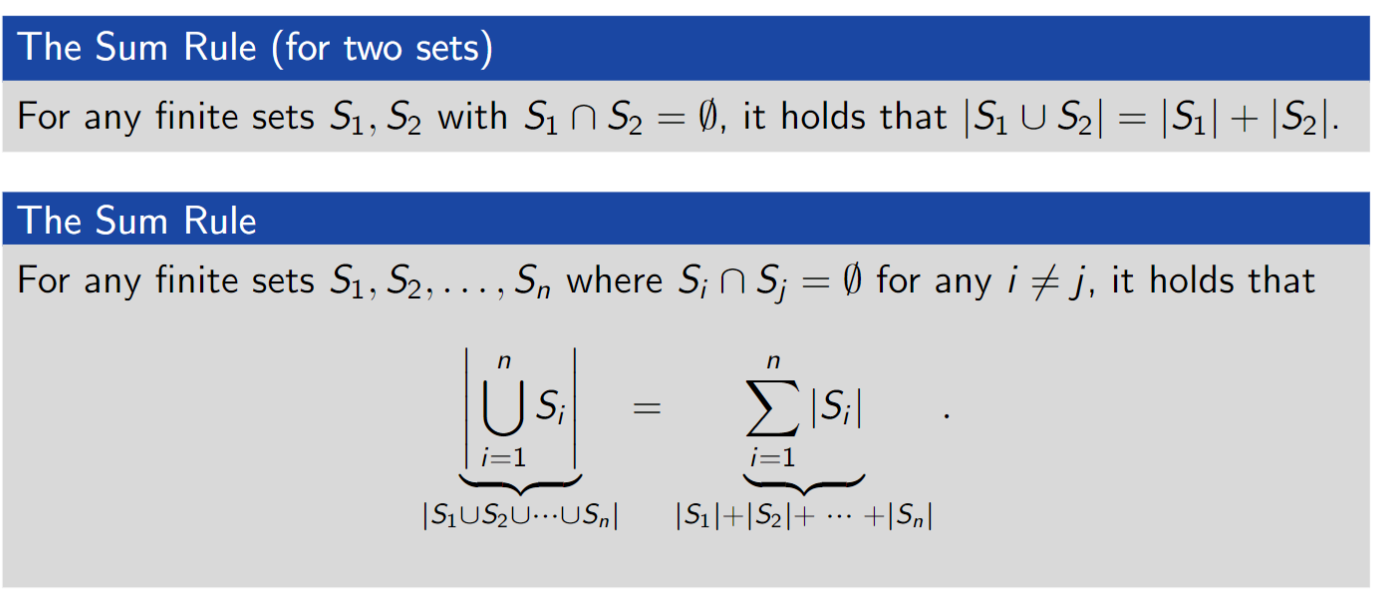 The Sum Rule (for two sets)
For any finite sets S₁, S₂ with S₁ ∩ S₂ = ∅, it holds that |S₁ ∪ S₂| = |S₁| + |S₂|.
The Sum Rule
For any finite sets S₁, S₂, . . . , Sₙ where Sᵢ ∩ Sⱼ = ∅ for any i ≠ j, it holds that
n n
|⋃ Sᵢ| = ∑ |Sᵢ| .
i=1 i=1
|S₁∪S₂∪···∪Sₙ| |S₁|+|S₂|+ ··· +|Sₙ|